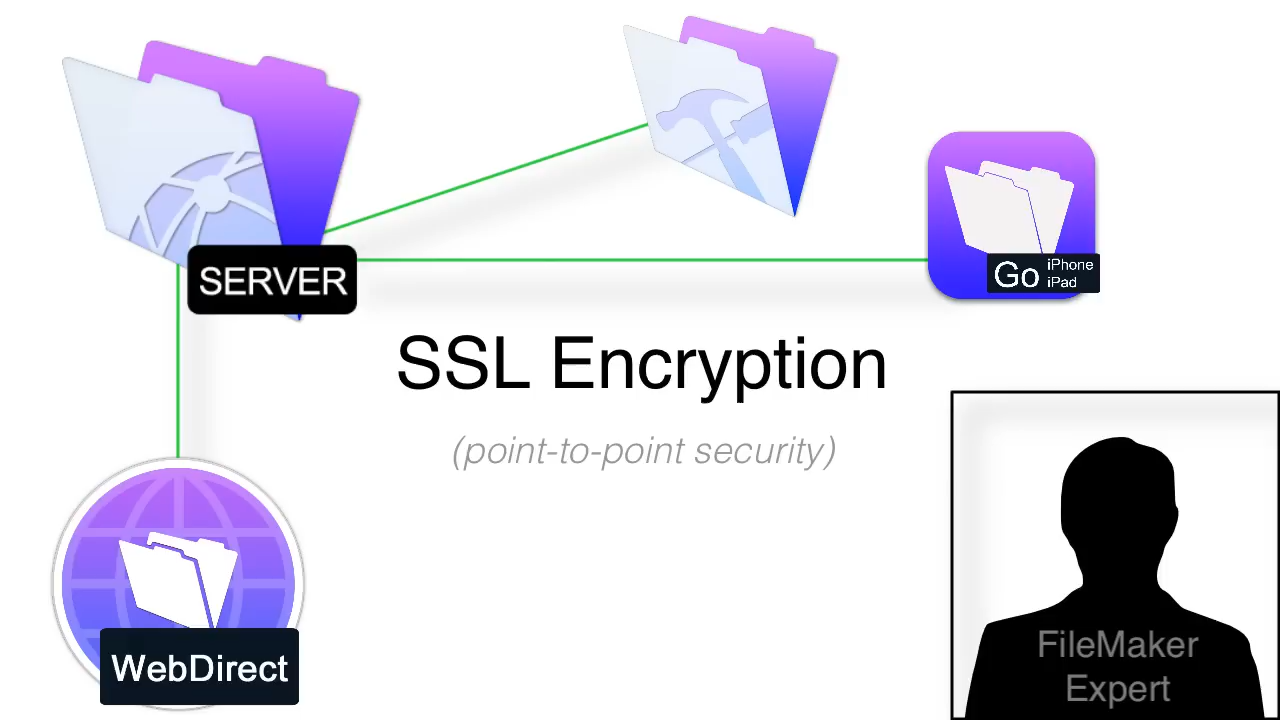 SERVER
Go
iPhone
iPad
SSL Encryption
(point-to-point security)
WebDirect
FileMaker
Expert